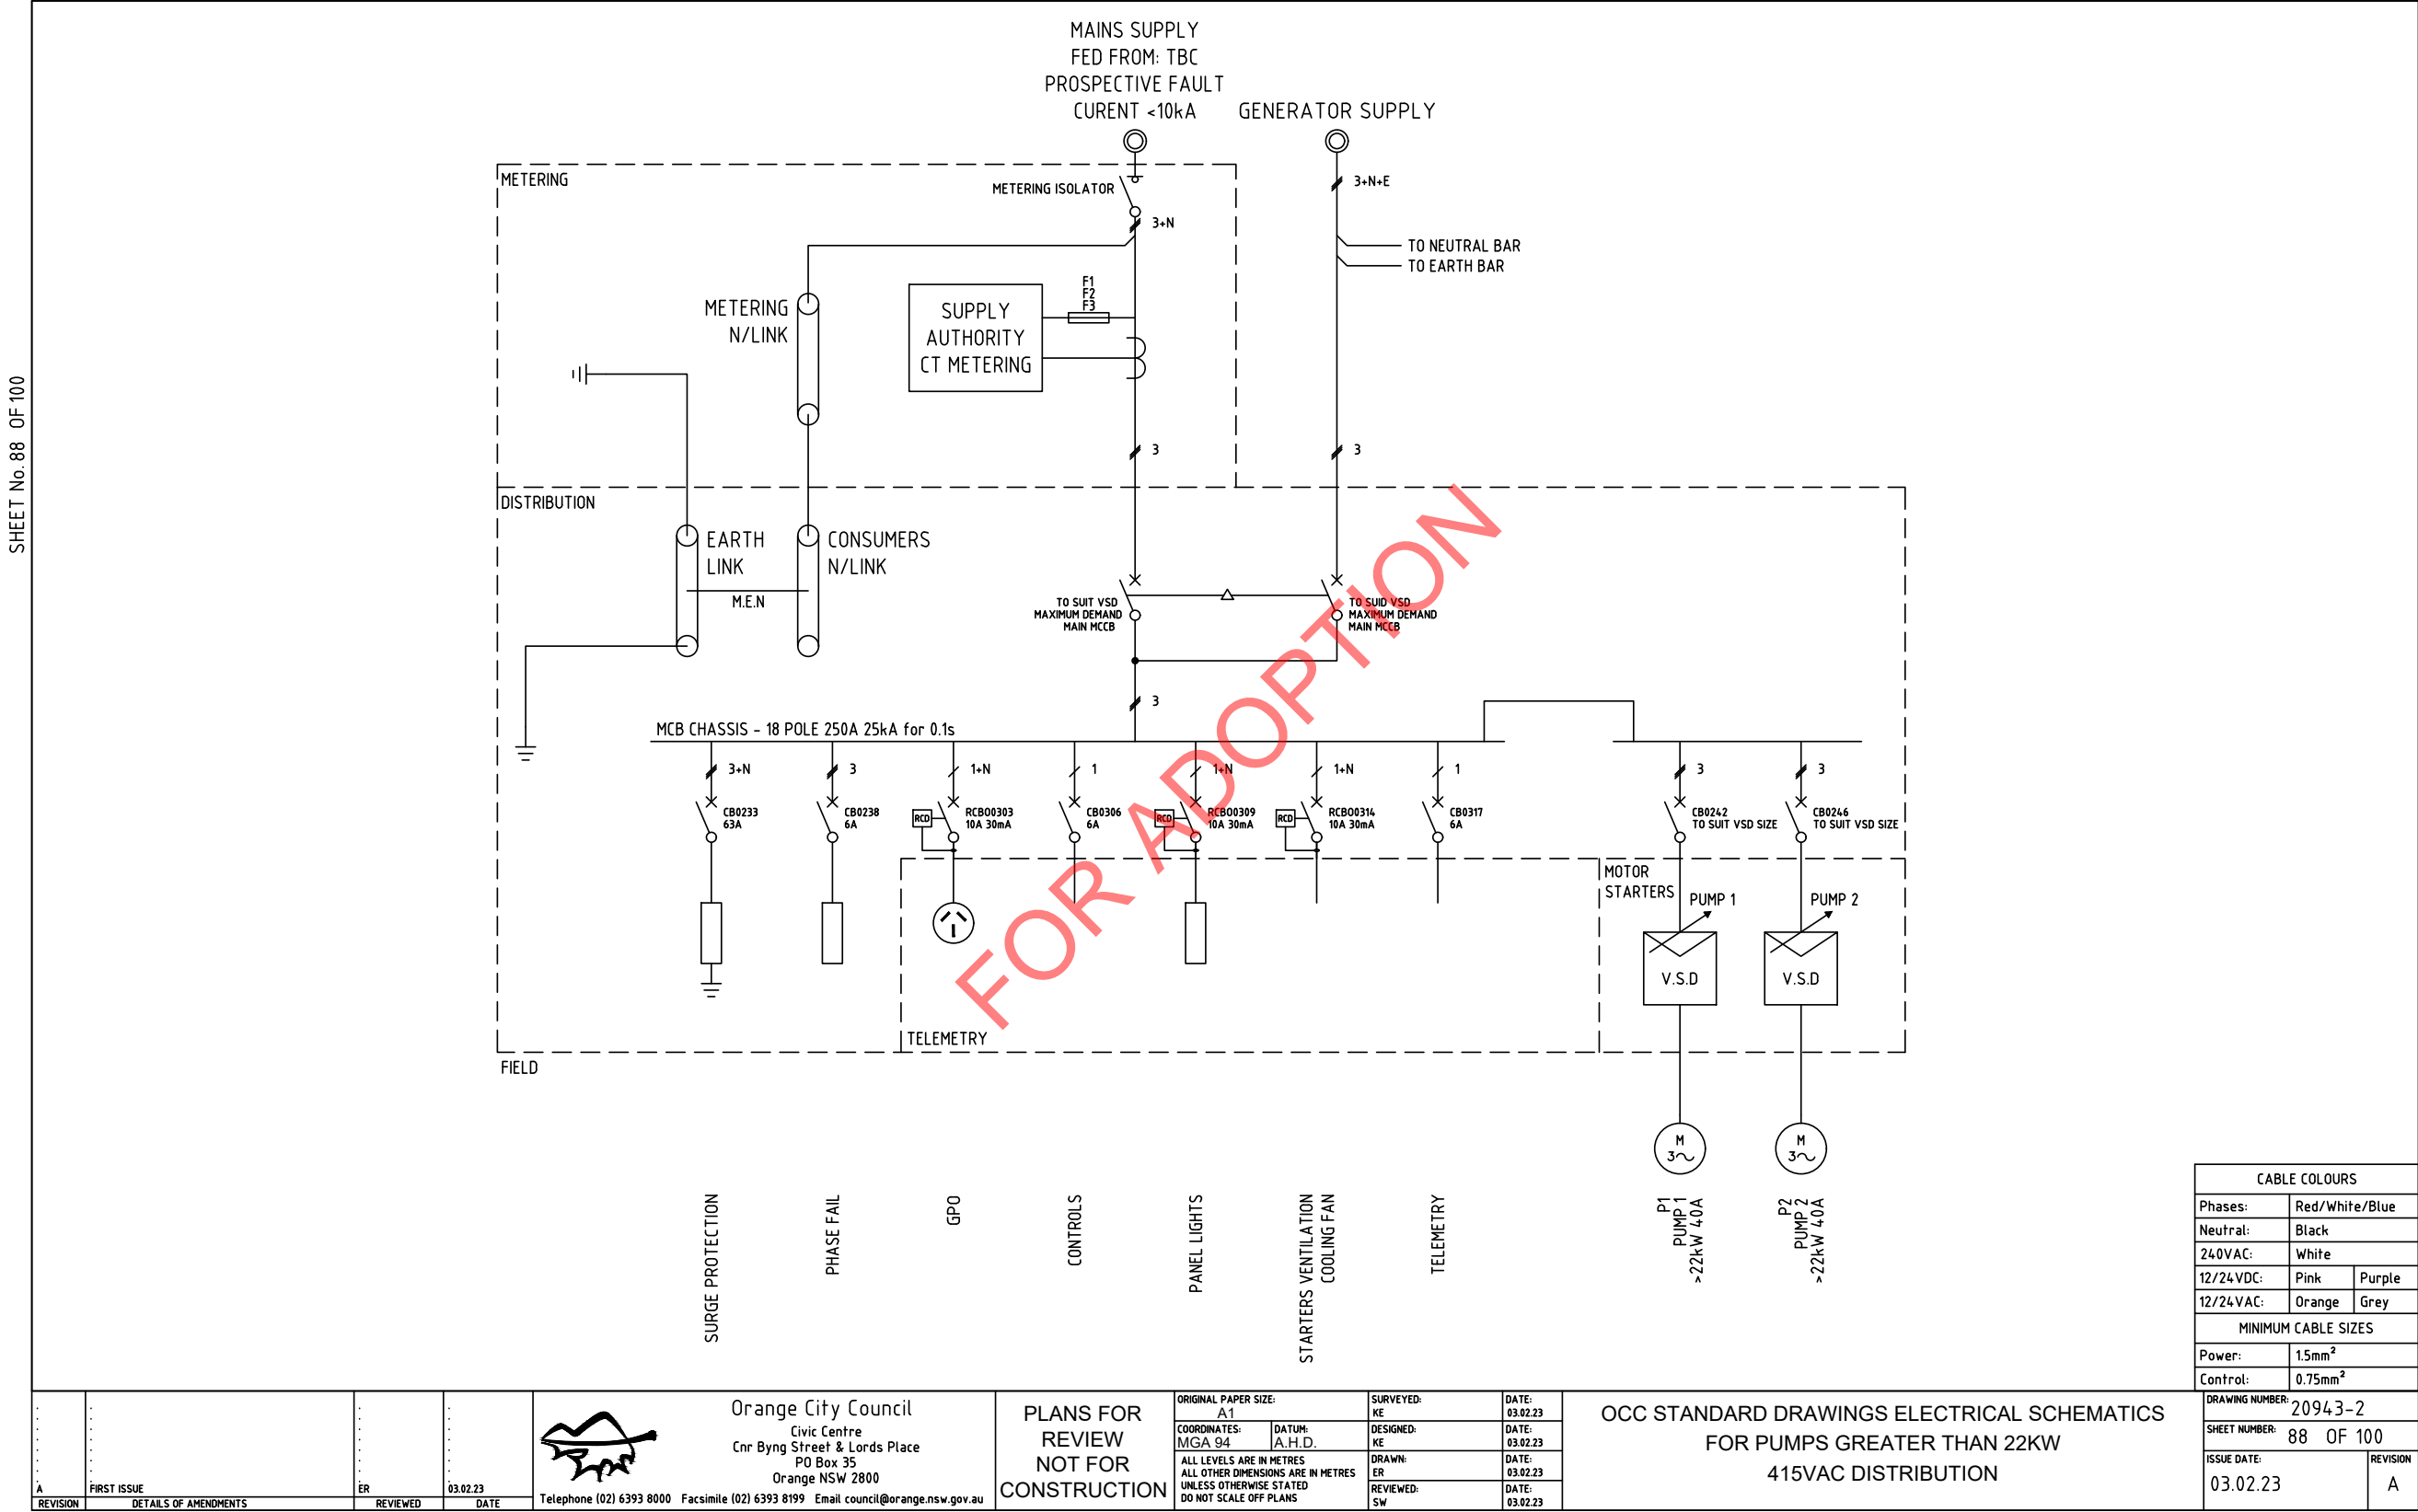 SHEET No. 88 OF 100
MAINS SUPPLY
FED FROM: TBC
PROSPECTIVE FAULT
CURENT <10kA
GENERATOR SUPPLY
METERING
METERING ISOLATOR
3+N
3+N+E
TO NEUTRAL BAR
TO EARTH BAR
METERING
N/LINK
SUPPLY
AUTHORITY
CT METERING
F1
F2
F3
3
3
DISTRIBUTION
EARTH
LINK
CONSUMERS
N/LINK
M.E.N
TO SUIT VSD
MAXIMUM DEMAND
MAIN MCCB
TO SUID VSD
MAXIMUM DEMAND
MAIN MCCB
3
MCB CHASSIS - 18 POLE 250A 25kA for 0.1s
3+N
3
1+N
1
1+N
1+N
1
3
3
CB0233
63A
CB0238
6A
RCD
RCBO0303
10A 30mA
CB0306
6A
RCD
RCBO0309
10A 30mA
RCD
RCBO0314
10A 30mA
CB0317
6A
CB0242
TO SUIT VSD SIZE
CB0246
TO SUIT VSD SIZE
MOTOR
STARTERS
PUMP 1
PUMP 2
V.S.D
V.S.D
TELEMETRY
FIELD
FOR ADOPTION
M
3
M
3
SURGE PROTECTION
PHASE FAIL
GPO
CONTROLS
PANEL LIGHTS
STARTERS VENTILATION
COOLING FAN
TELEMETRY
P1
PUMP 1
>22kW 40A
P2
PUMP 2
>22kW 40A
CABLE COLOURS
Phases: Red/White/Blue
Neutral: Black
240VAC: White
12/24VDC: Pink Purple
12/24VAC: Orange Grey
MINIMUM CABLE SIZES
Power: 1.5mm²
Control: 0.75mm²
A FIRST ISSUE ER 03.02.23
REVISION DETAILS OF AMENDMENTS REVIEWED DATE
Orange City Council
Civic Centre
Cnr Byng Street & Lords Place
PO Box 35
Orange NSW 2800
Telephone (02) 6393 8000 Facsimile (02) 6393 8199 Email council@orange.nsw.gov.au
PLANS FOR
REVIEW
NOT FOR
CONSTRUCTION
ORIGINAL PAPER SIZE:
A1
COORDINATES:
MGA 94
DATUM:
A.H.D.
ALL LEVELS ARE IN METRES
ALL OTHER DIMENSIONS ARE IN METRES
UNLESS OTHERWISE STATED
DO NOT SCALE OFF PLANS
SURVEYED:
KE
DATE:
03.02.23
DESIGNED:
KE
DATE:
03.02.23
DRAWN:
ER
DATE:
03.02.23
REVIEWED:
SW
DATE:
03.02.23
OCC STANDARD DRAWINGS ELECTRICAL SCHEMATICS
FOR PUMPS GREATER THAN 22KW
415VAC DISTRIBUTION
DRAWING NUMBER:
20943-2
SHEET NUMBER:
88 OF 100
ISSUE DATE:
03.02.23
REVISION
A